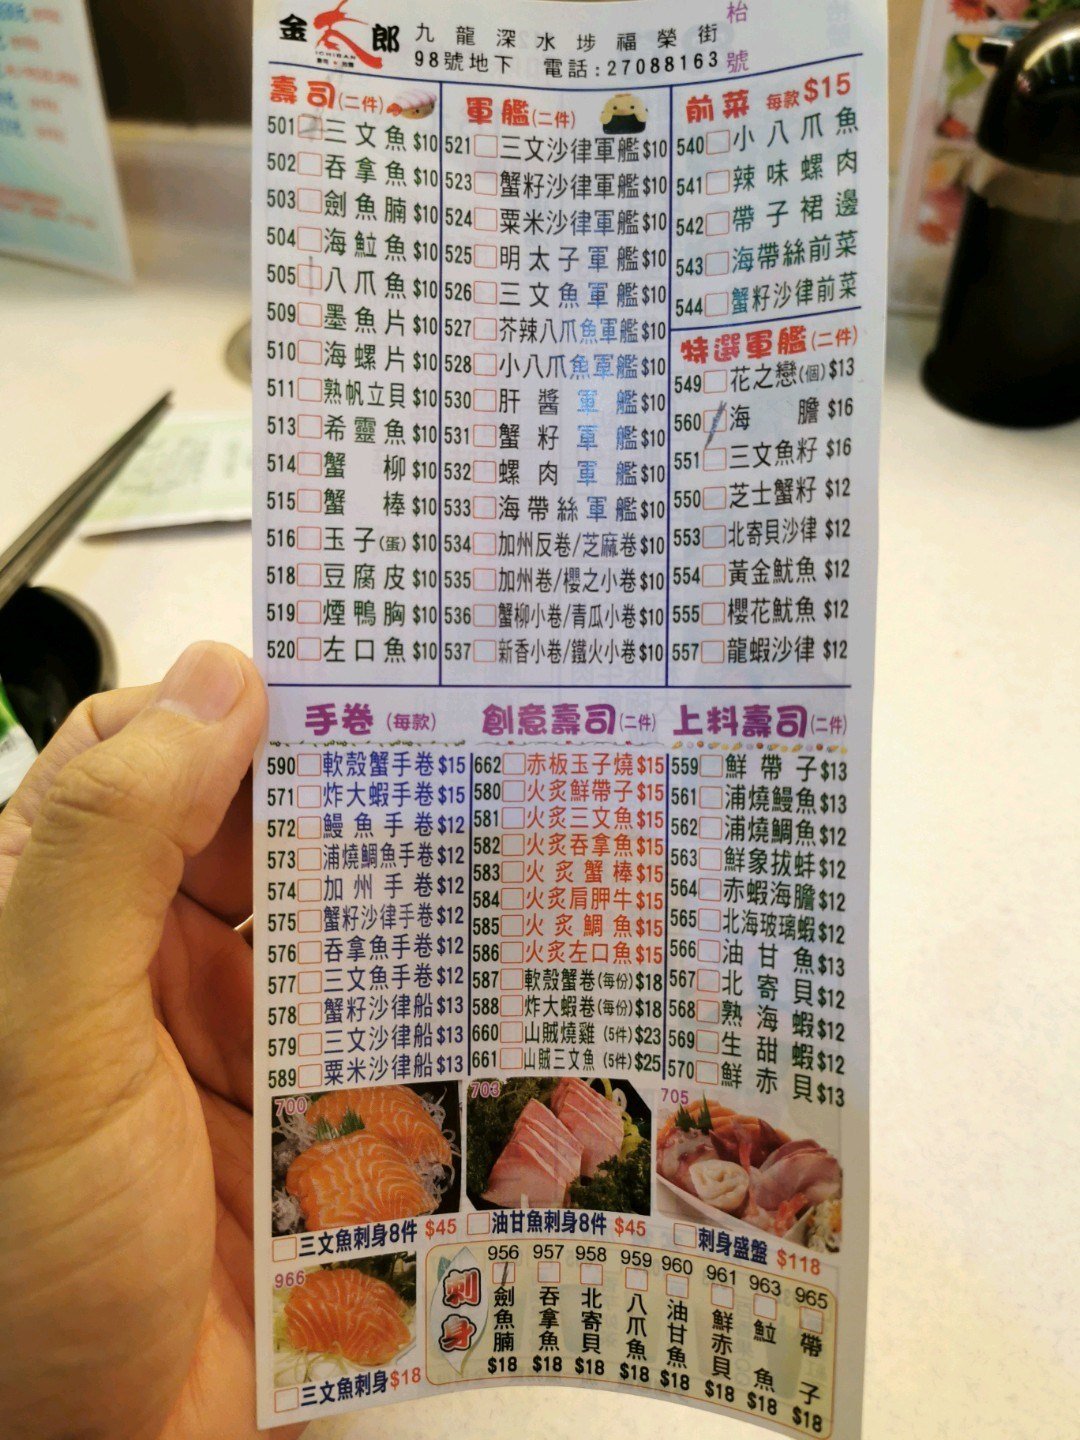 金太郎
ICHIBAN
九龍深水埗福榮街
98號地下 電話:27088163
枱號
壽司(二件)
501 三文魚 $10
502 吞拿魚 $10
503 劍魚腩 $10
504 海鮏魚 $10
505 八爪魚 $10
509 墨魚片 $10
510 海螺片 $10
511 熟帆立貝 $10
513 希靈魚 $10
514 蟹柳 $10
515 蟹棒 $10
516 玉子(蛋) $10
518 豆腐皮 $10
519 煙鴨胸 $10
520 左口魚 $10
軍艦(二件)
521 三文沙律軍艦 $10
523 蟹籽沙律軍艦 $10
524 粟米沙律軍艦 $10
525 明太子軍艦 $10
526 三文魚軍艦 $10
527 芥辣八爪魚軍艦 $10
528 小八爪魚軍艦 $10
530 肝醬軍艦 $10
531 蟹籽軍艦 $10
532 螺肉軍艦 $10
533 海帶絲軍艦 $10
534 加州反卷/芝麻卷 $10
535 加州卷/櫻之小卷 $10
536 蟹柳小卷/青瓜小卷 $10
537 新香小卷/鐵火小卷 $10
前菜 每款$15
540 小八爪魚
541 辣味螺肉
542 帶子裙邊
543 海帶絲前菜
544 蟹籽沙律前菜
特選軍艦(二件)
549 花之戀(個) $13
560 海膽 $16
551 三文魚籽 $16
550 芝士蟹籽 $12
553 北寄貝沙律 $12
554 黃金魷魚 $12
555 櫻花魷魚 $12
557 龍蝦沙律 $12
手卷(每款)
590 軟殼蟹手卷 $15
571 炸大蝦手卷 $15
572 鰻魚手卷 $12
573 浦燒鯛魚手卷 $12
574 加州手卷 $12
575 蟹籽沙律手卷 $12
576 吞拿魚手卷 $12
577 三文魚手卷 $12
578 蟹籽沙律船 $13
579 三文沙律船 $13
589 粟米沙律船 $13
創意壽司(二件)
662 赤板玉子燒 $15
580 火炙鮮帶子 $15
581 火炙三文魚 $15
582 火炙吞拿魚 $15
583 火炙蟹棒 $15
584 火炙肩胛牛 $15
585 火炙鯛魚 $15
586 火炙左口魚 $15
587 軟殼蟹卷(每份) $18
588 炸大蝦卷(每份) $18
660 山賊燒雞(5件) $23
661 山賊三文魚(5件) $25
上料壽司(二件)
559 鮮帶子 $13
561 浦燒鰻魚 $13
562 浦燒鯛魚 $12
563 鮮象拔蚌 $12
564 赤蝦海膽 $12
565 北海玻璃蝦 $12
566 油甘魚 $13
567 北寄貝 $12
568 熟海蝦 $12
569 生甜蝦 $12
570 鮮赤貝 $13
700
三文魚刺身8件 $45
703
油甘魚刺身8件 $45
705
刺身盛盤 $118
966
三文魚刺身 $18
刺身
956 劍魚腩 $18
957 吞拿魚 $18
958 北寄貝 $18
959 八爪魚 $18
960 油甘魚 $18
961 鮮赤貝 $18
963 鮏魚 $18
965 帶子 $18